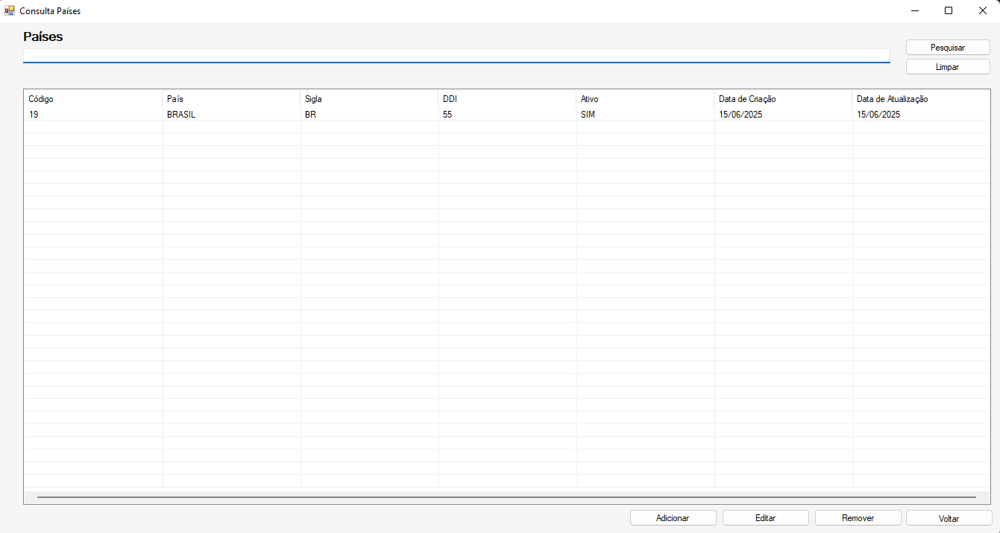 Consulta Países
Países
Pesquisar
Limpar
Código País Sigla DDI Ativo Data de Criação Data de Atualização
19 BRASIL BR 55 SIM 15/06/2025 15/06/2025
Adicionar Editar Remover Voltar